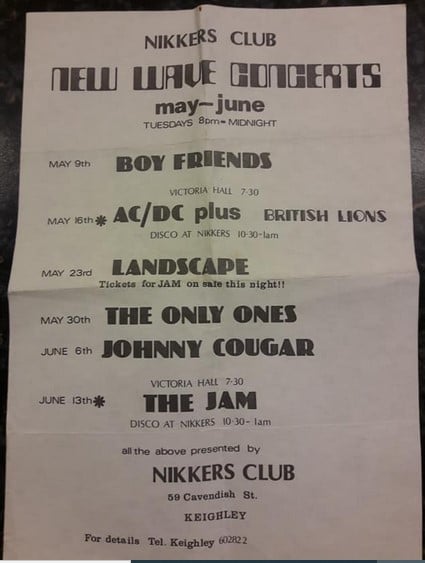 NIKKERS CLUB
NEW WAVE CONCERTS
may-june
TUESDAYS 8pm-MIDNIGHT
MAY 9th BOY FRIENDS
VICTORIA HALL 7·30
MAY 16th * AC/DC plus BRITISH LIONS
DISCO AT NIKKERS 10·30-1am
MAY 23rd LANDSCAPE
Tickets for JAM on sale this night!!
MAY 30th THE ONLY ONES
JUNE 6th JOHNNY COUGAR
VICTORIA HALL 7·30
JUNE 13th * THE JAM
DISCO AT NIKKERS 10·30- 1am
all the above presented by
NIKKERS CLUB
59 Cavendish St.
KEIGHLEY
For details Tel. Keighley 602822